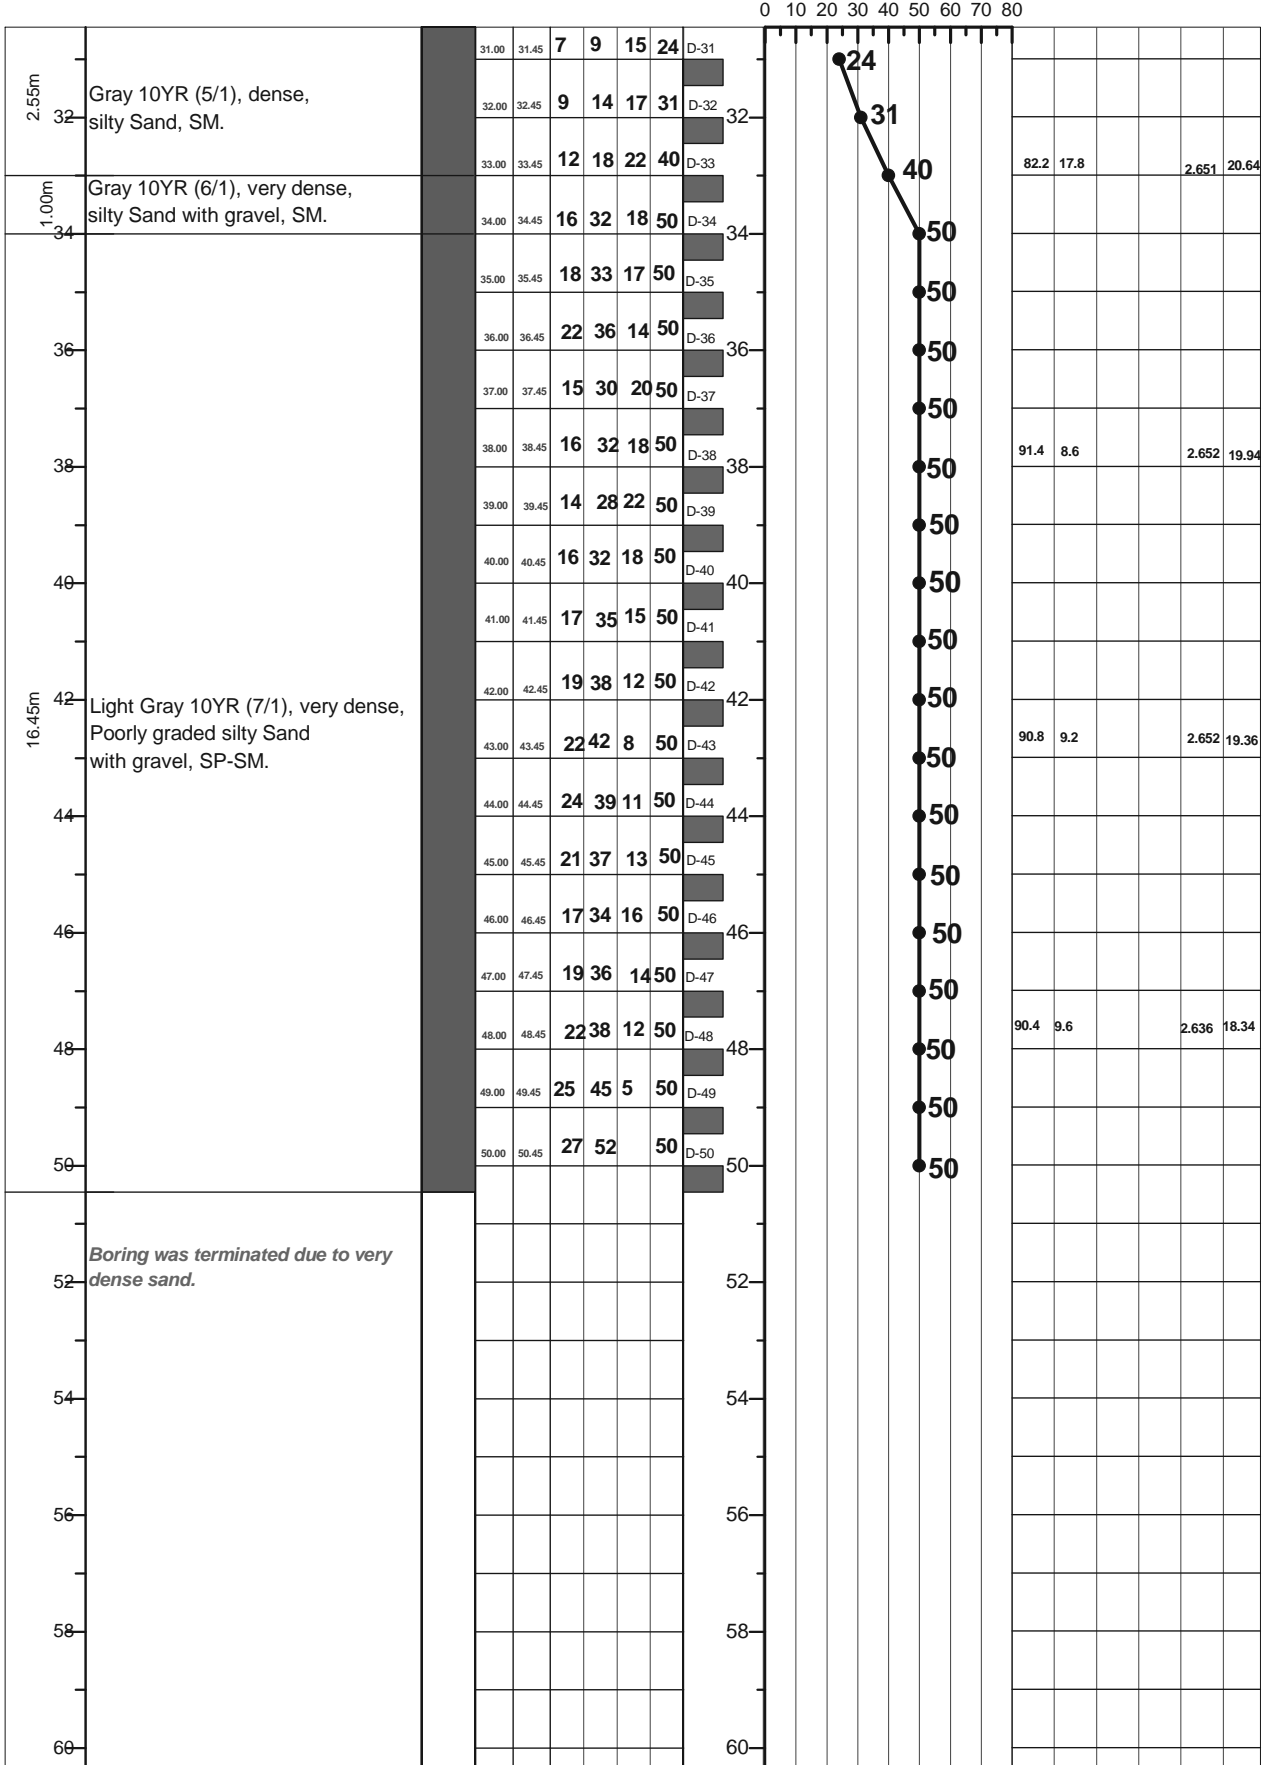 0 10 20 30 40 50 60 70 80
31.00 31.45 7 9 15 24 D-31
24
2.55m
Gray 10YR (5/1), dense,
silty Sand, SM.
32 32.00 32.45 9 14 17 31 D-32 32
31
33.00 33.45 12 18 22 40 D-33
40
82.2 17.8 2.651 20.64
1.00m
Gray 10YR (6/1), very dense,
silty Sand with gravel, SM.
34.00 34.45 16 32 18 50 D-34
34 34 50
35.00 35.45 18 33 17 50 D-35
50
36.00 36.45 22 36 14 50 D-36
36 36 50
37.00 37.45 15 30 20 50 D-37
50
38.00 38.45 16 32 18 50 D-38
91.4 8.6 2.652 19.94
38 38 50
39.00 39.45 14 28 22 50 D-39
50
40.00 40.45 16 32 18 50 D-40
40 40 50
41.00 41.45 17 35 15 50 D-41
50
42.00 42.45 19 38 12 50 D-42
42 42 50
16.45m
Light Gray 10YR (7/1), very dense,
Poorly graded silty Sand
with gravel, SP-SM.
43.00 43.45 22 42 8 50 D-43
90.8 9.2 2.652 19.36
50
44.00 44.45 24 39 11 50 D-44
44 44 50
45.00 45.45 21 37 13 50 D-45
50
46.00 46.45 17 34 16 50 D-46
46 46 50
47.00 47.45 19 36 14 50 D-47
50
48.00 48.45 22 38 12 50 D-48
90.4 9.6 2.636 18.34
48 48 50
49.00 49.45 25 45 5 50 D-49
50
50.00 50.45 27 52 50 D-50
50 50 50
Boring was terminated due to very
dense sand.
52 52
54 54
56 56
58 58
60 60